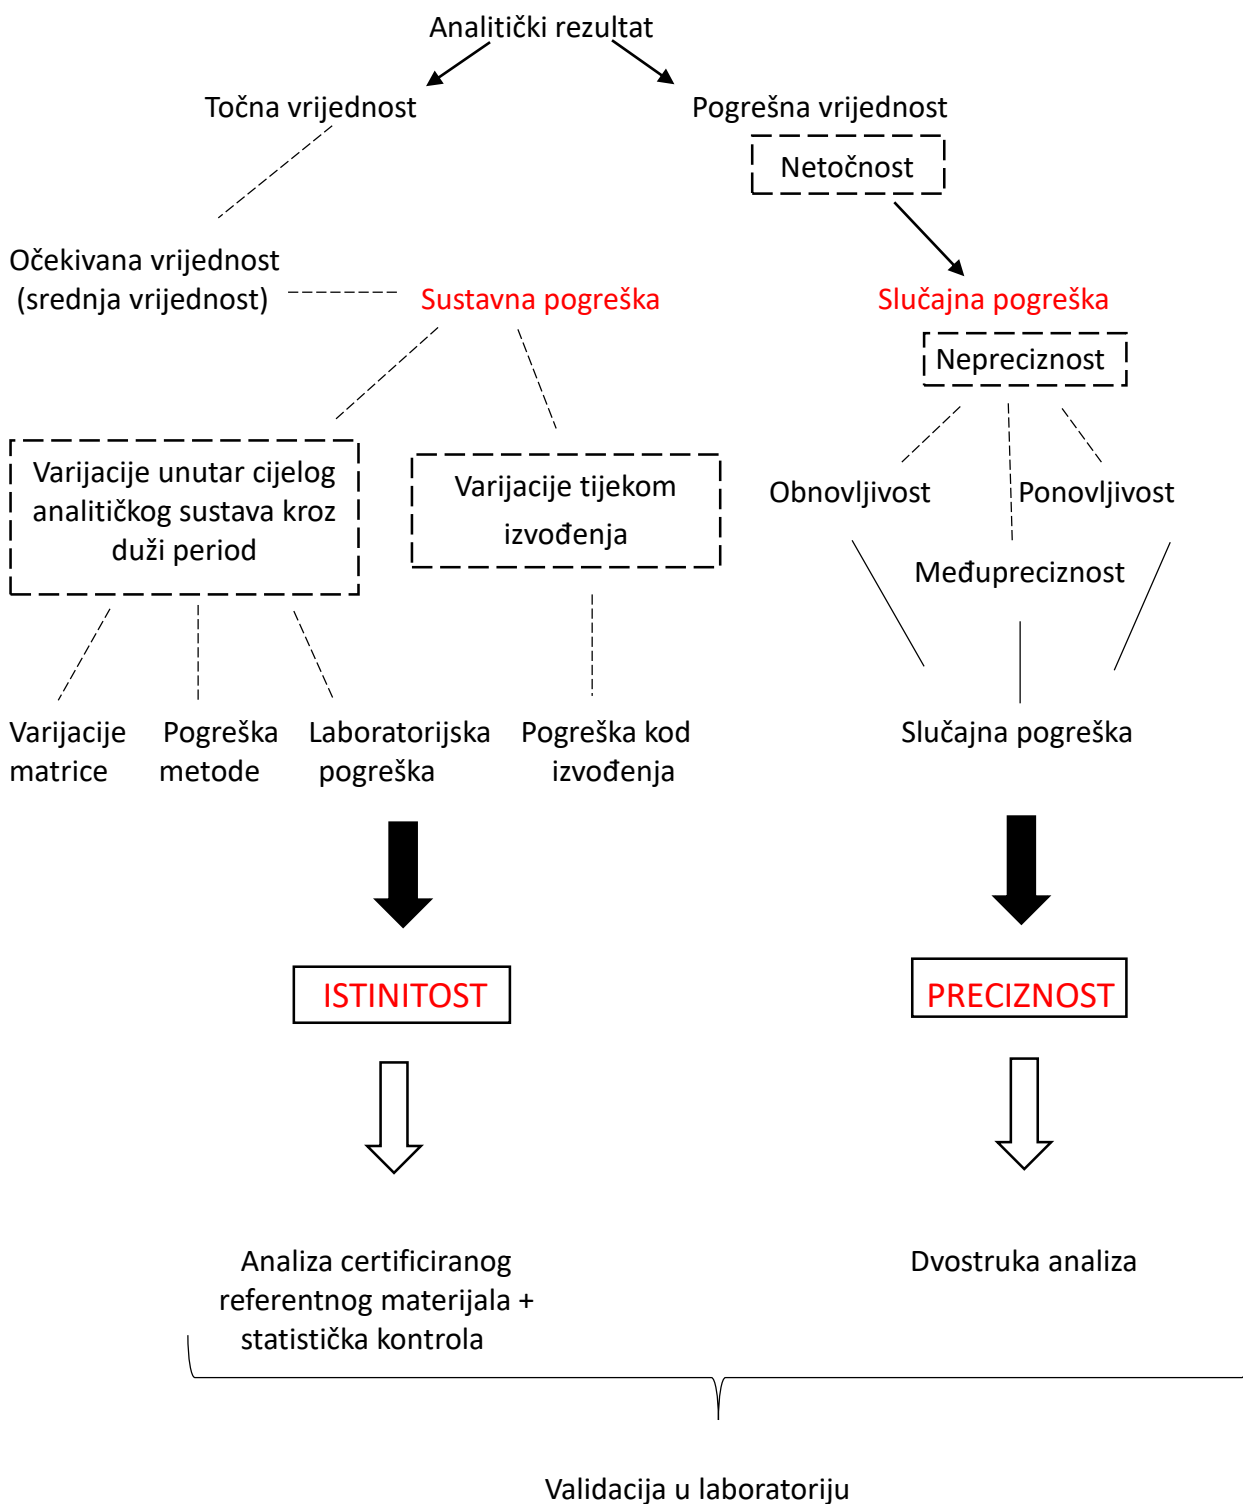 Analitički rezultat
Točna vrijednost
Pogrešna vrijednost
Netočnost
Očekivana vrijednost
(srednja vrijednost)
Sustavna pogreška
Slučajna pogreška
Nepreciznost
Varijacije unutar cijelog
analitičkog sustava kroz
duži period
Varijacije tijekom
izvođenja
Obnovljivost
Ponovljivost
Međupreciznost
Varijacije
matrice
Pogreška
metode
Laboratorijska
pogreška
Pogreška kod
izvođenja
Slučajna pogreška
ISTINITOST
PRECIZNOST
Analiza certificiranog
referentnog materijala +
statistička kontrola
Dvostruka analiza
Validacija u laboratoriju